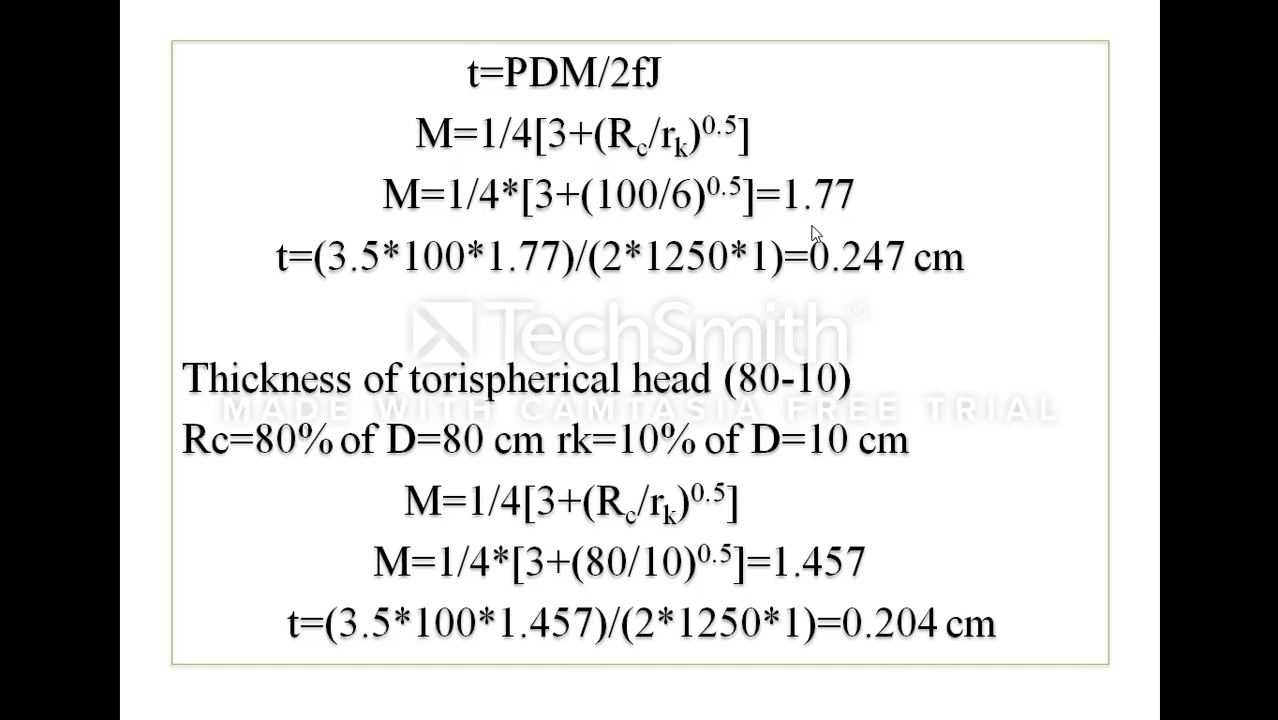 t=PDM/2fJ
M=1/4[3+(Rc/rk)0.5]
M=1/4*[3+(100/6)0.5]=1.77
t=(3.5*100*1.77)/(2*1250*1)=0.247 cm
TechSmith®
Thickness of torispherical head (80-10)
MADE WITH CAMTASIA FREE TRIAL
Rc=80% of D=80 cm rk=10% of D=10 cm
M=1/4[3+(Rc/rk)0.5]
M=1/4*[3+(80/10)0.5]=1.457
t=(3.5*100*1.457)/(2*1250*1)=0.204 cm